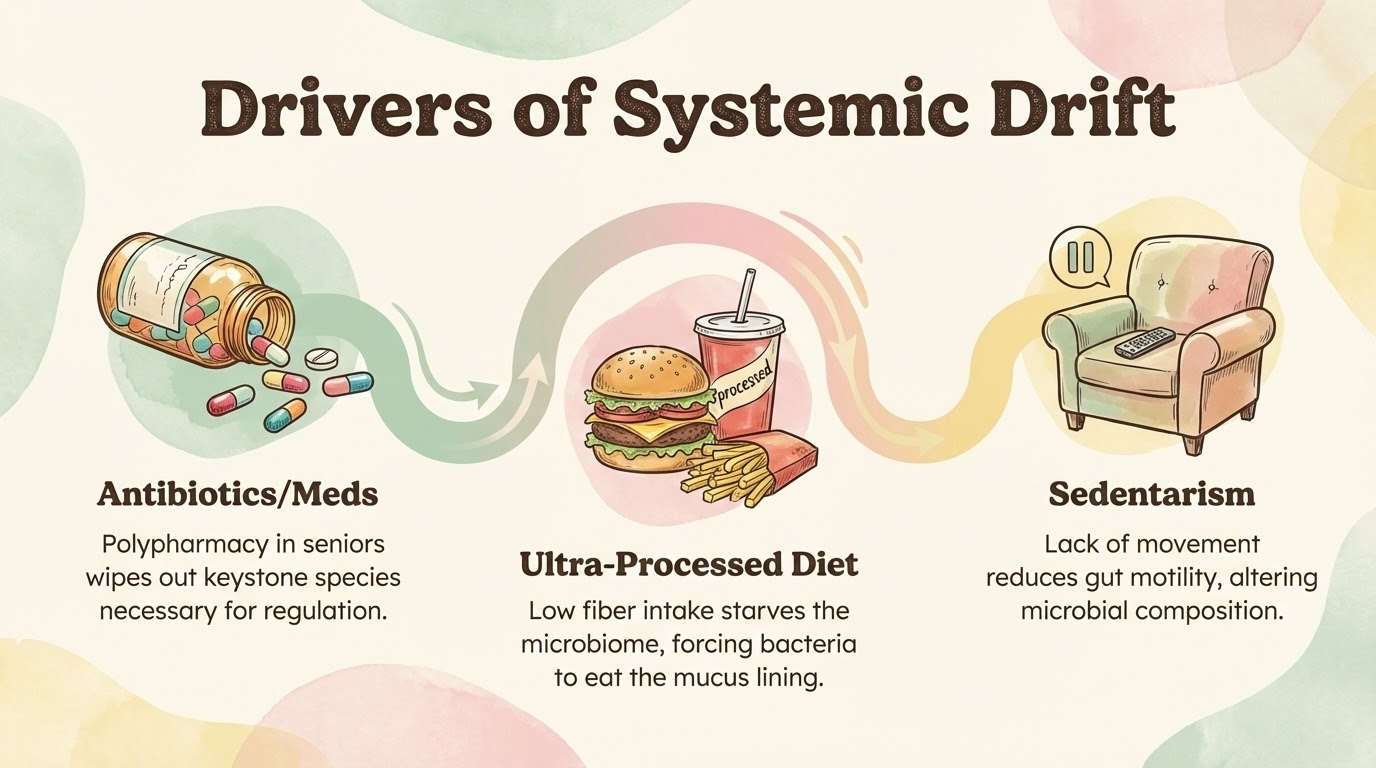 Drivers of Systemic Drift
Antibiotics/Meds
Polypharmacy in seniors
wipes out keystone species
necessary for regulation.
processed
Ultra-Processed Diet
Low fiber intake starves the
microbiome, forcing bacteria
to eat the mucus lining.
Sedentarism
Lack of movement
reduces gut motility, altering
microbial composition.